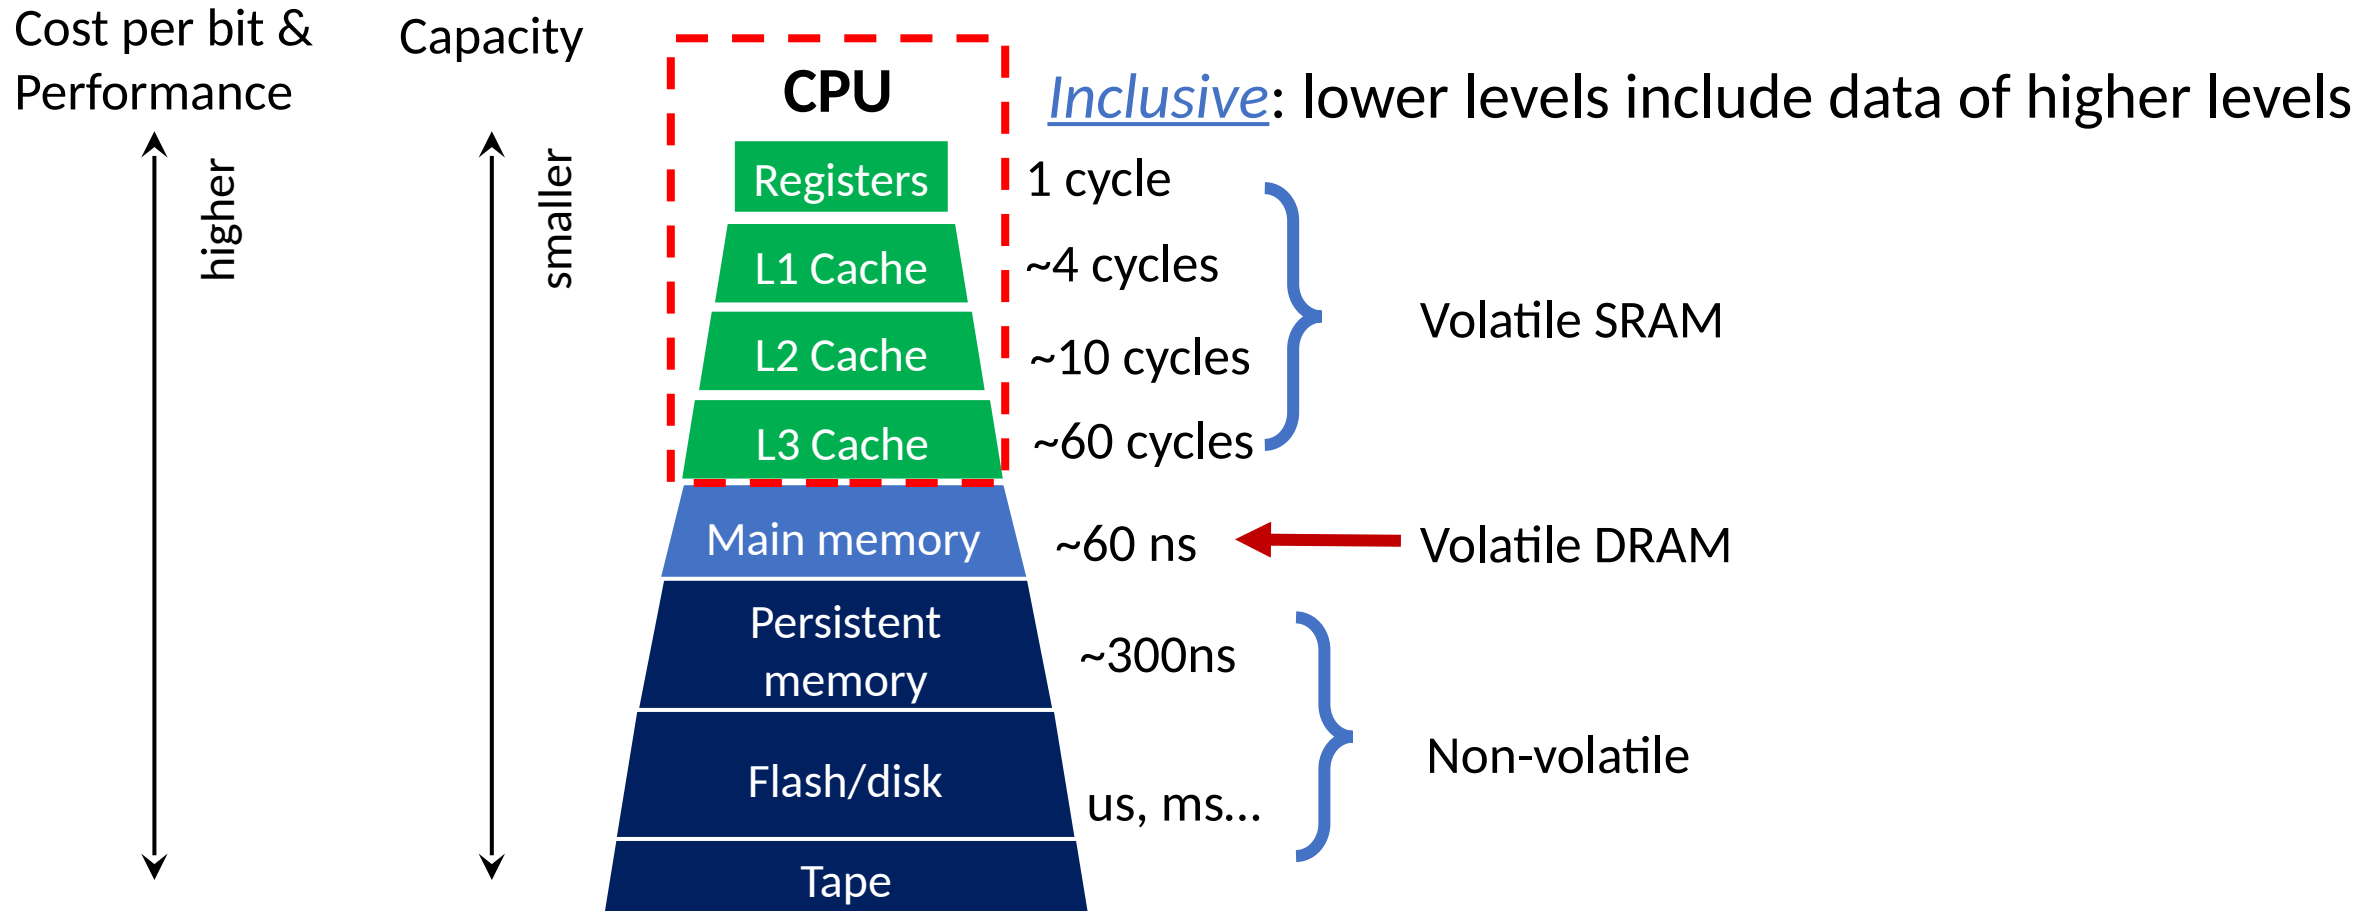 Cost per bit &
Performance
higher
Capacity
smaller
CPU
Inclusive: lower levels include data of higher levels
Registers
1 cycle
L1 Cache
~4 cycles
L2 Cache
~10 cycles
L3 Cache
~60 cycles
Volatile SRAM
Main memory
~60 ns
Volatile DRAM
Persistent
memory
~300ns
Flash/disk
us, ms...
Non-volatile
Tape